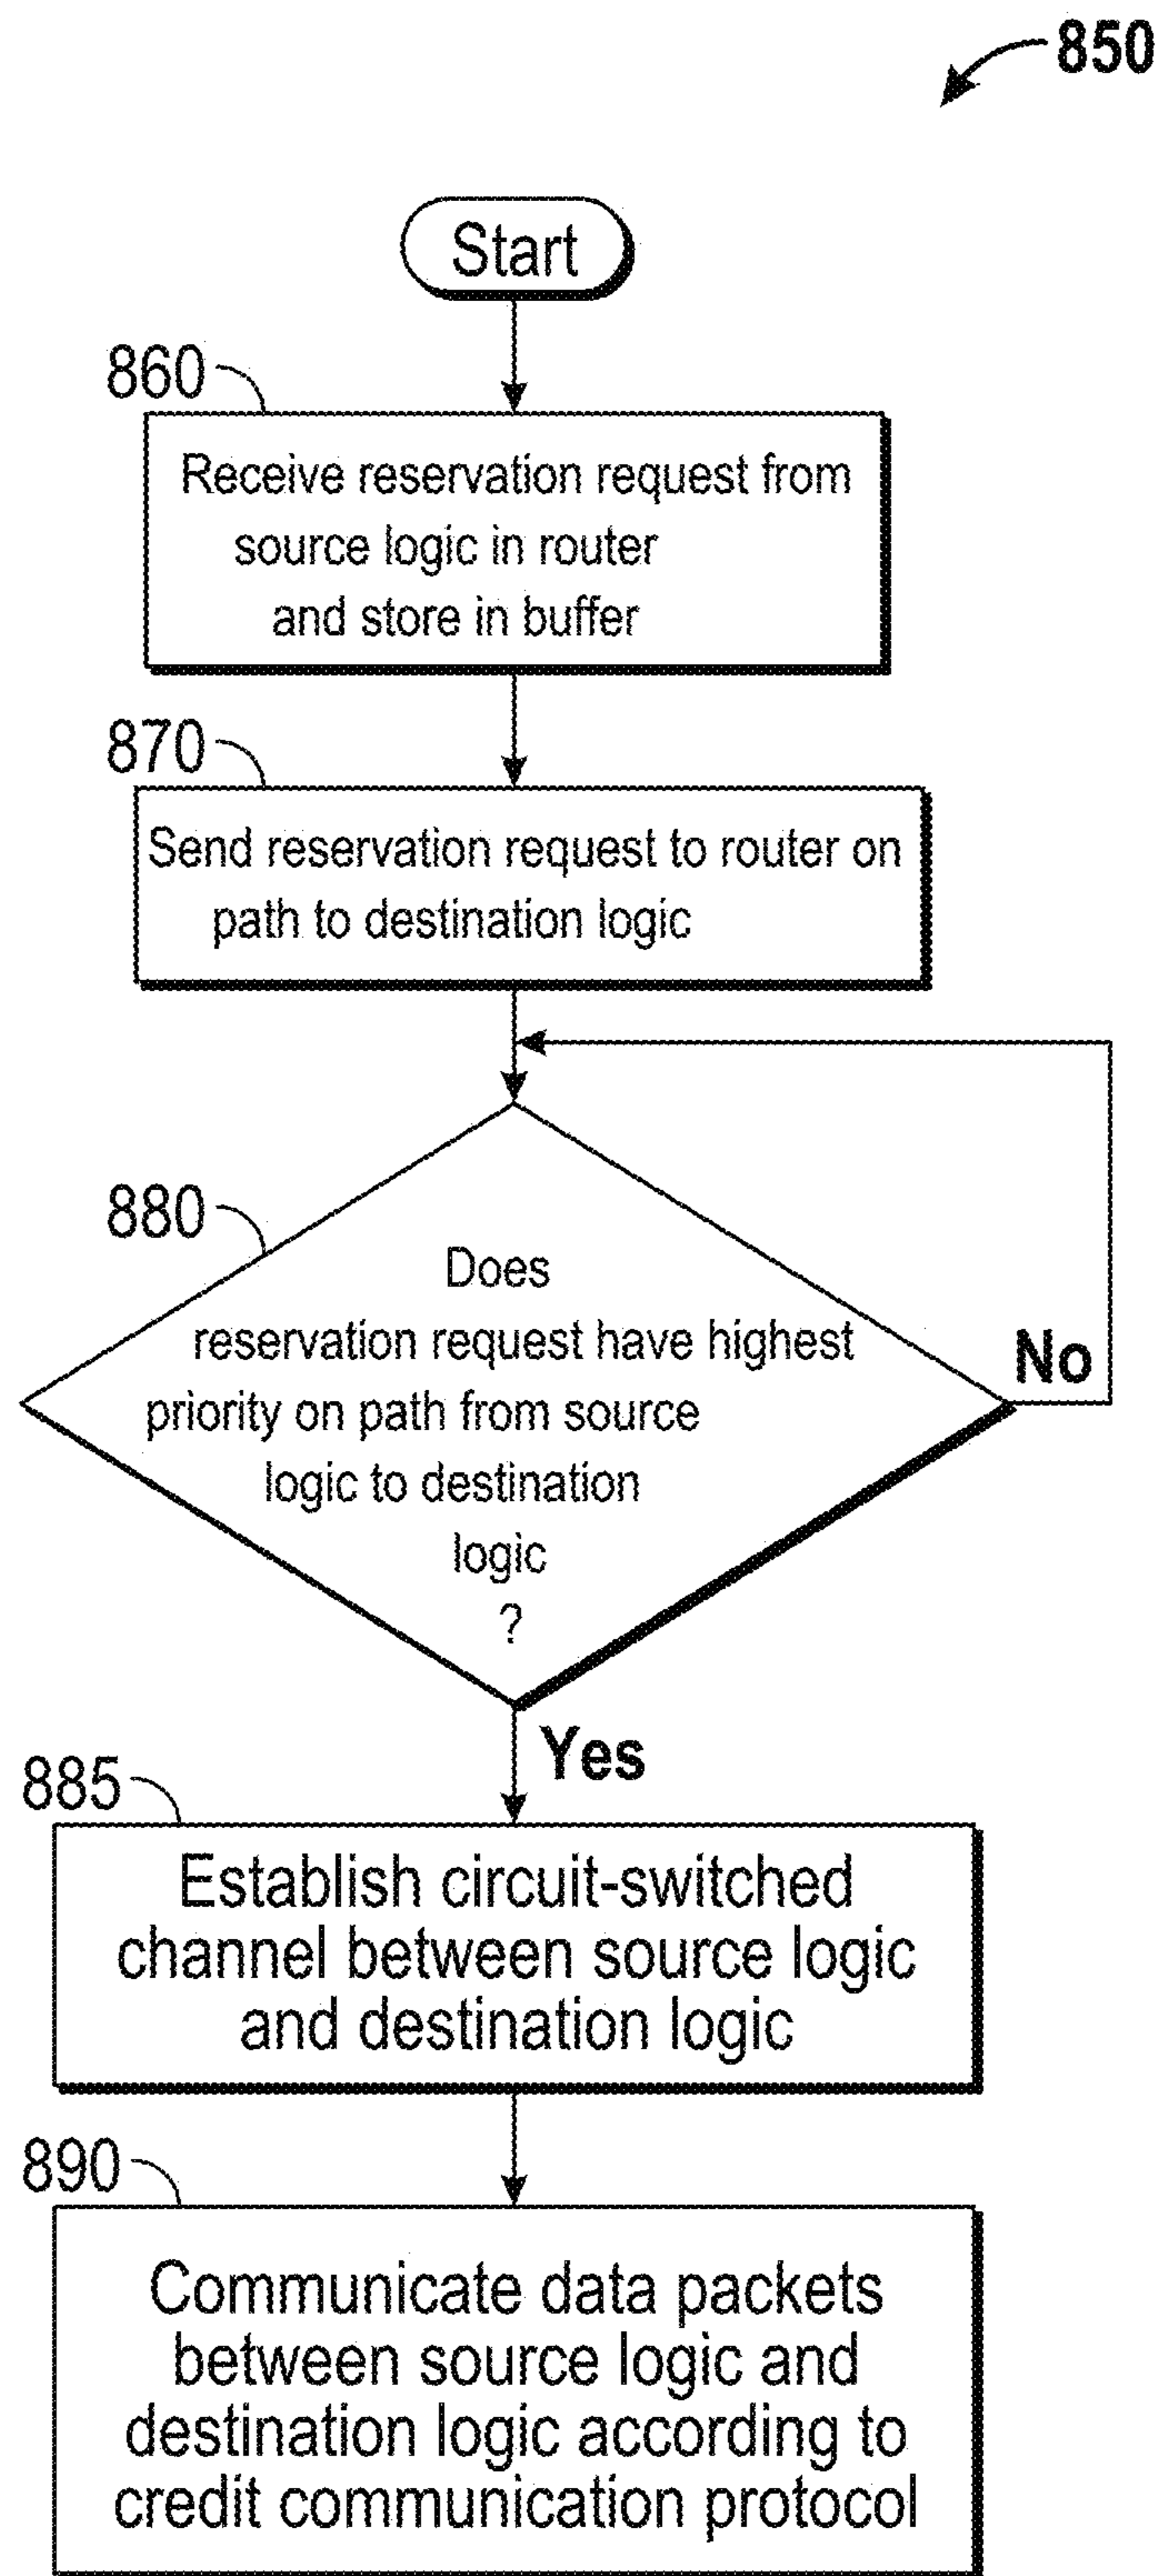 850
Start
860
Receive reservation request from
source logic in router
and store in buffer
870
Send reservation request to router on
path to destination logic
880
Does
reservation request have highest
priority on path from source
logic to destination
logic
?
No
Yes
885
Establish circuit-switched
channel between source logic
and destination logic
890
Communicate data packets
between source logic and
destination logic according to
credit communication protocol